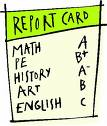 REPORT CARD
MATH A
PE B+
HISTORY A-
ART B
ENGLISH C